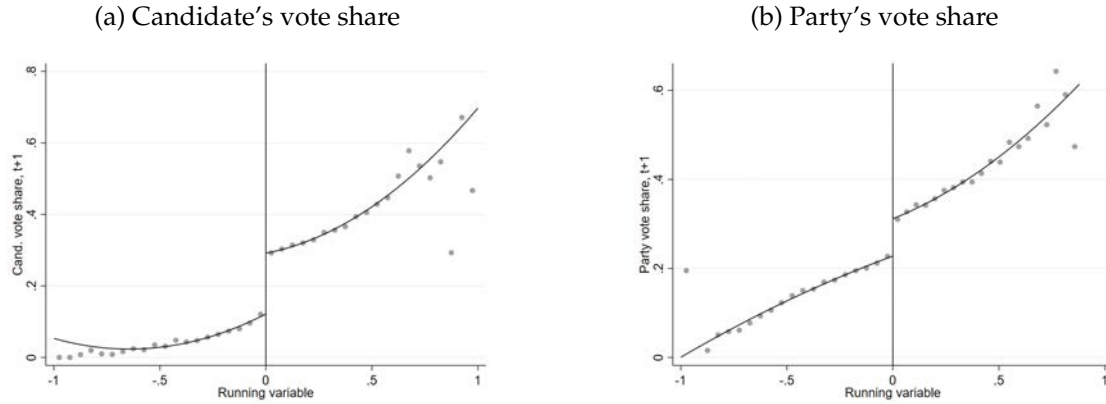 (a) Candidate's vote share
.8
.6
.4
.2
0
Cand. vote share, t+1
-1 -.5 0 .5 1
Running variable
(b) Party's vote share
.6
.4
.2
0
Party vote share, t+1
-1 -.5 0 .5 1
Running variable